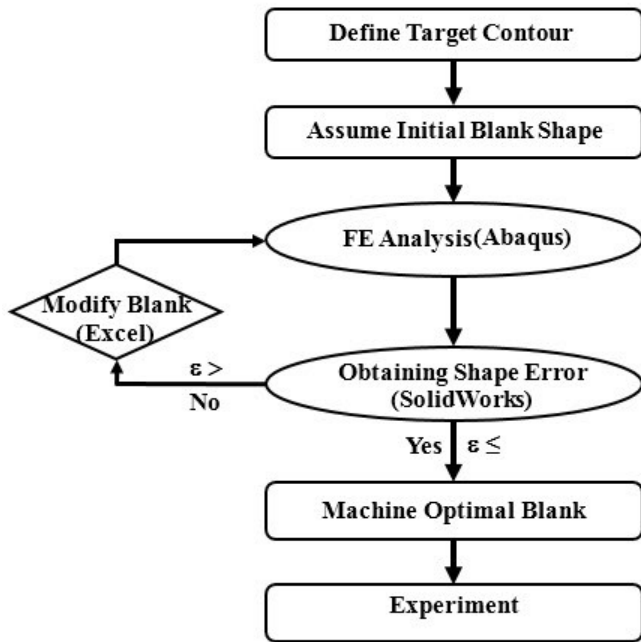 Define Target Contour
Assume Initial Blank Shape
FE Analysis(Abaqus)
Modify Blank
(Excel)
ε >
No
Obtaining Shape Error
(SolidWorks)
Yes ε ≤
Machine Optimal Blank
Experiment